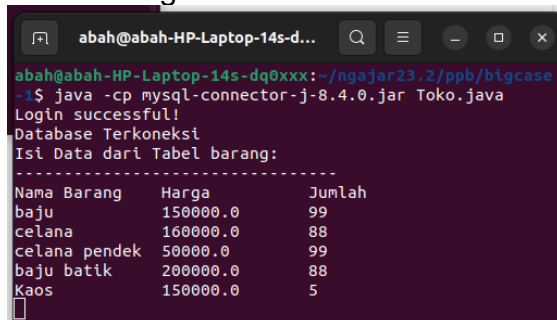 abah@abah-HP-Laptop-14s-d...
abah@abah-HP-Laptop-14s-dq0xxx:~/ngajar23.2/ppb/bigcase
-1$ java -cp mysql-connector-j-8.4.0.jar Toko.java
Login successful!
Database Terkoneksi
Isi Data dari Tabel barang:
---------------------------------
Nama Barang Harga Jumlah
baju 150000.0 99
celana 160000.0 88
celana pendek 50000.0 99
baju batik 200000.0 88
Kaos 150000.0 5